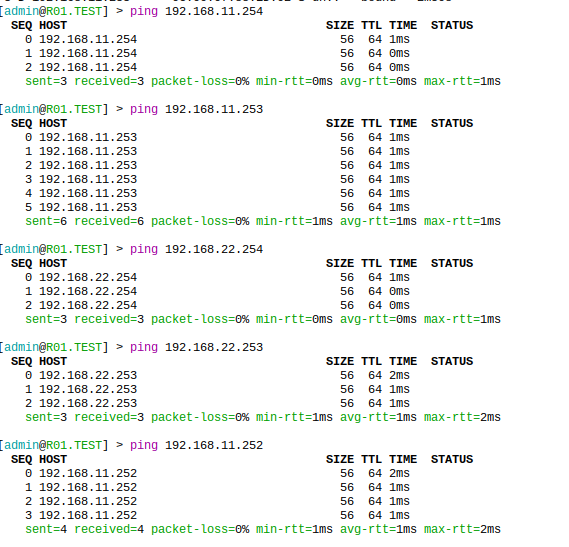 [admin@R01.TEST] > ping 192.168.11.254
SEQ HOST SIZE TTL TIME STATUS
0 192.168.11.254 56 64 1ms
1 192.168.11.254 56 64 0ms
2 192.168.11.254 56 64 0ms
sent=3 received=3 packet-loss=0% min-rtt=0ms avg-rtt=0ms max-rtt=1ms
[admin@R01.TEST] > ping 192.168.11.253
SEQ HOST SIZE TTL TIME STATUS
0 192.168.11.253 56 64 1ms
1 192.168.11.253 56 64 1ms
2 192.168.11.253 56 64 1ms
3 192.168.11.253 56 64 1ms
4 192.168.11.253 56 64 1ms
5 192.168.11.253 56 64 1ms
sent=6 received=6 packet-loss=0% min-rtt=1ms avg-rtt=1ms max-rtt=1ms
[admin@R01.TEST] > ping 192.168.22.254
SEQ HOST SIZE TTL TIME STATUS
0 192.168.22.254 56 64 1ms
1 192.168.22.254 56 64 0ms
2 192.168.22.254 56 64 0ms
sent=3 received=3 packet-loss=0% min-rtt=0ms avg-rtt=0ms max-rtt=1ms
[admin@R01.TEST] > ping 192.168.22.253
SEQ HOST SIZE TTL TIME STATUS
0 192.168.22.253 56 64 2ms
1 192.168.22.253 56 64 1ms
2 192.168.22.253 56 64 1ms
sent=3 received=3 packet-loss=0% min-rtt=1ms avg-rtt=1ms max-rtt=2ms
[admin@R01.TEST] > ping 192.168.11.252
SEQ HOST SIZE TTL TIME STATUS
0 192.168.11.252 56 64 2ms
1 192.168.11.252 56 64 1ms
2 192.168.11.252 56 64 1ms
3 192.168.11.252 56 64 1ms
sent=4 received=4 packet-loss=0% min-rtt=1ms avg-rtt=1ms max-rtt=2ms